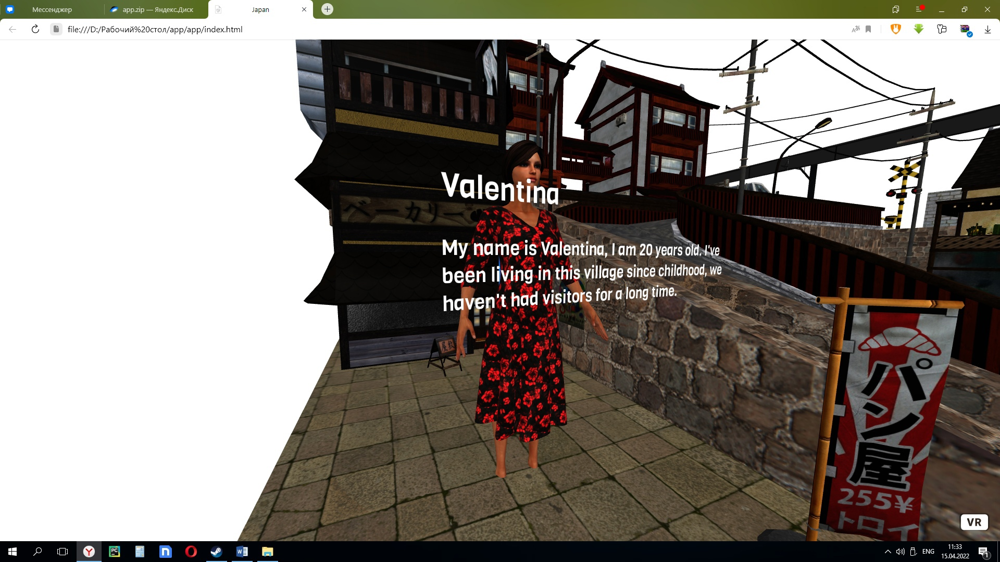 Мессенджер
app.zip — Яндекс.Диск
Japan
file:///D:/Рабочий%20стол/app/app/index.html
ベーカリー
Valentina
My name is Valentina, I am 20 years old. I've
been living in this village since childhood, we
haven't had visitors for a long time.
パン屋
255¥
トロイ
VR
ENG
11:33
15.04.2022
1